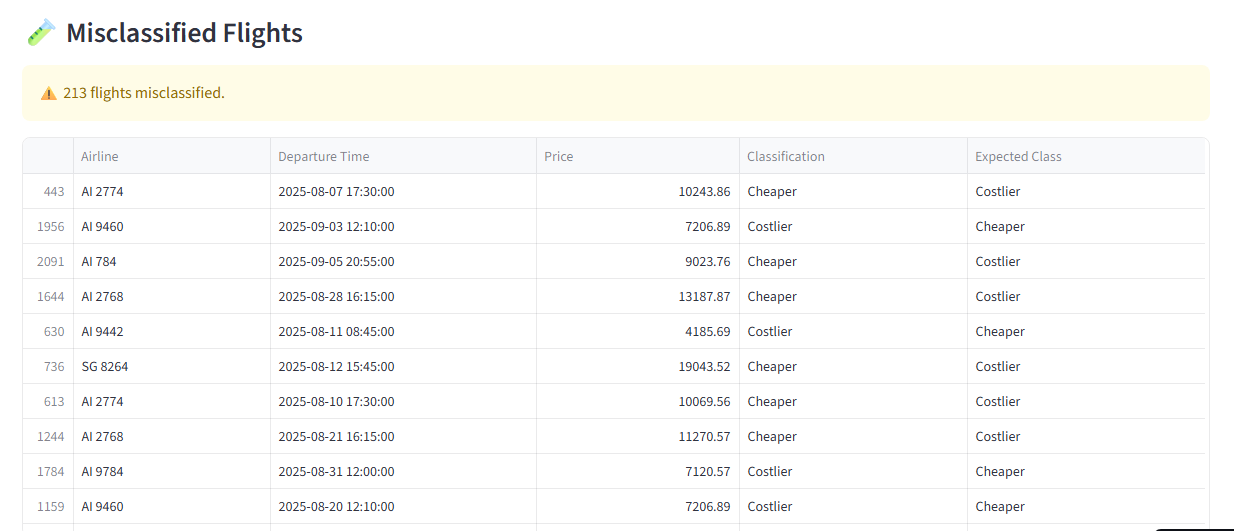 Misclassified Flights
213 flights misclassified.
Airline Departure Time Price Classification Expected Class
443 AI 2774 2025-08-07 17:30:00 10243.86 Cheaper Costlier
1956 AI 9460 2025-09-03 12:10:00 7206.89 Costlier Cheaper
2091 AI 784 2025-09-05 20:55:00 9023.76 Cheaper Costlier
1644 AI 2768 2025-08-28 16:15:00 13187.87 Cheaper Costlier
630 AI 9442 2025-08-11 08:45:00 4185.69 Costlier Cheaper
736 SG 8264 2025-08-12 15:45:00 19043.52 Cheaper Costlier
613 AI 2774 2025-08-10 17:30:00 10069.56 Cheaper Costlier
1244 AI 2768 2025-08-21 16:15:00 11270.57 Cheaper Costlier
1784 AI 9784 2025-08-31 12:00:00 7120.57 Costlier Cheaper
1159 AI 9460 2025-08-20 12:10:00 7206.89 Costlier Cheaper